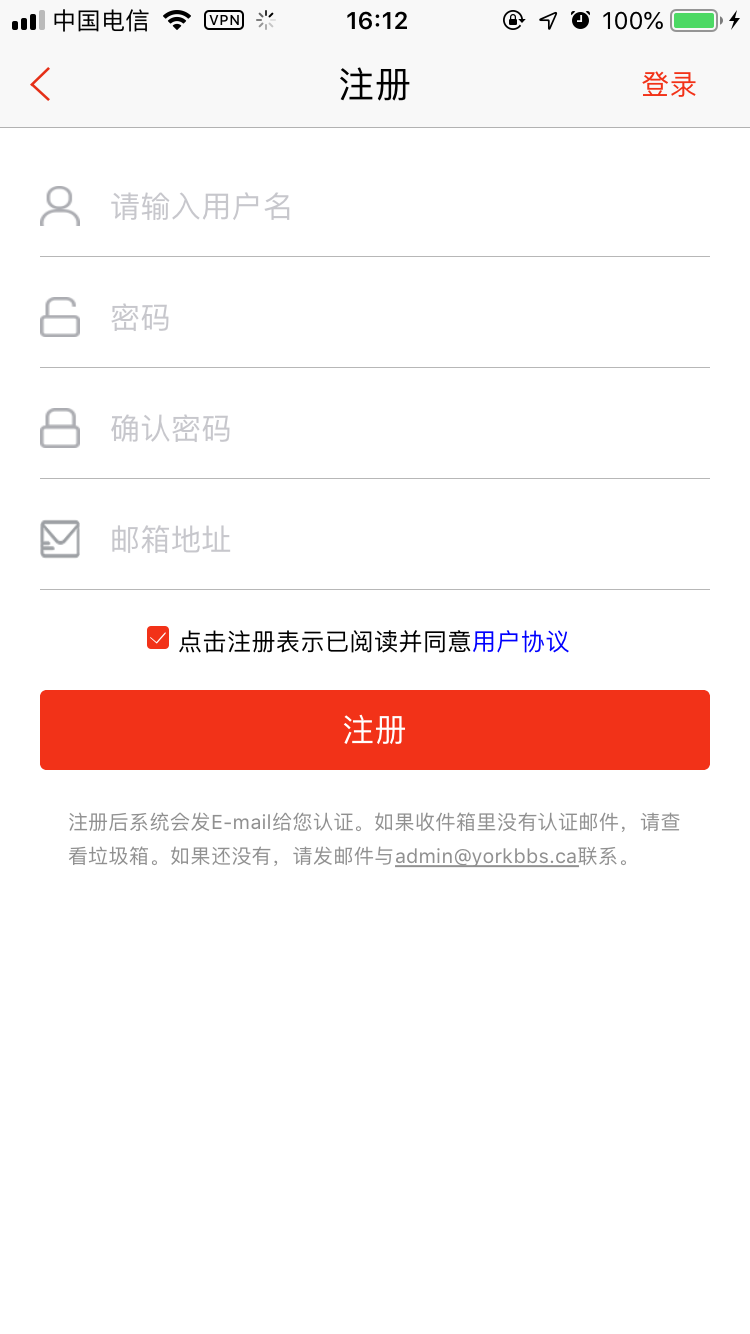 中国电信 VPN 16:12 100%
注册 登录
请输入用户名
密码
确认密码
邮箱地址
点击注册表示已阅读并同意用户协议
注册
注册后系统会发E-mail给您认证。如果收件箱里没有认证邮件，请查
看垃圾箱。如果还没有，请发邮件与admin@yorkbbs.ca联系。